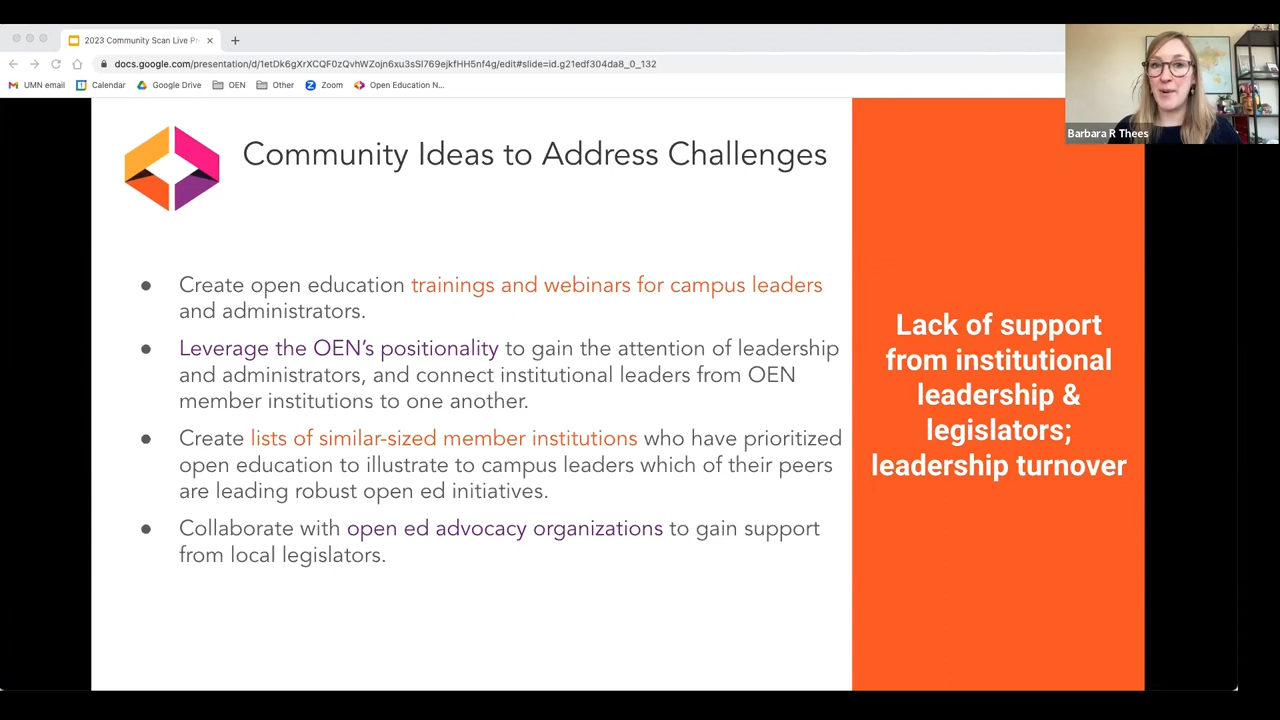 2023 Community Scan Live Pr
docs.google.com/presentation/d/1etDk6gXrXCQF0zQvhWZojn6xu3sSl769ejkfHH5nf4g/edit#slide=id.g21edf304da8_0_132
UMN email
Calendar
Google Drive
OEN
Other
Zoom
Open Education N...
Barbara R Thees
Community Ideas to Address Challenges
● Create open education trainings and webinars for campus leaders
and administrators.
● Leverage the OEN's positionality to gain the attention of leadership
and administrators, and connect institutional leaders from OEN
member institutions to one another.
● Create lists of similar-sized member institutions who have prioritized
open education to illustrate to campus leaders which of their peers
are leading robust open ed initiatives.
● Collaborate with open ed advocacy organizations to gain support
from local legislators.
Lack of support
from institutional
leadership &
legislators;
leadership turnover